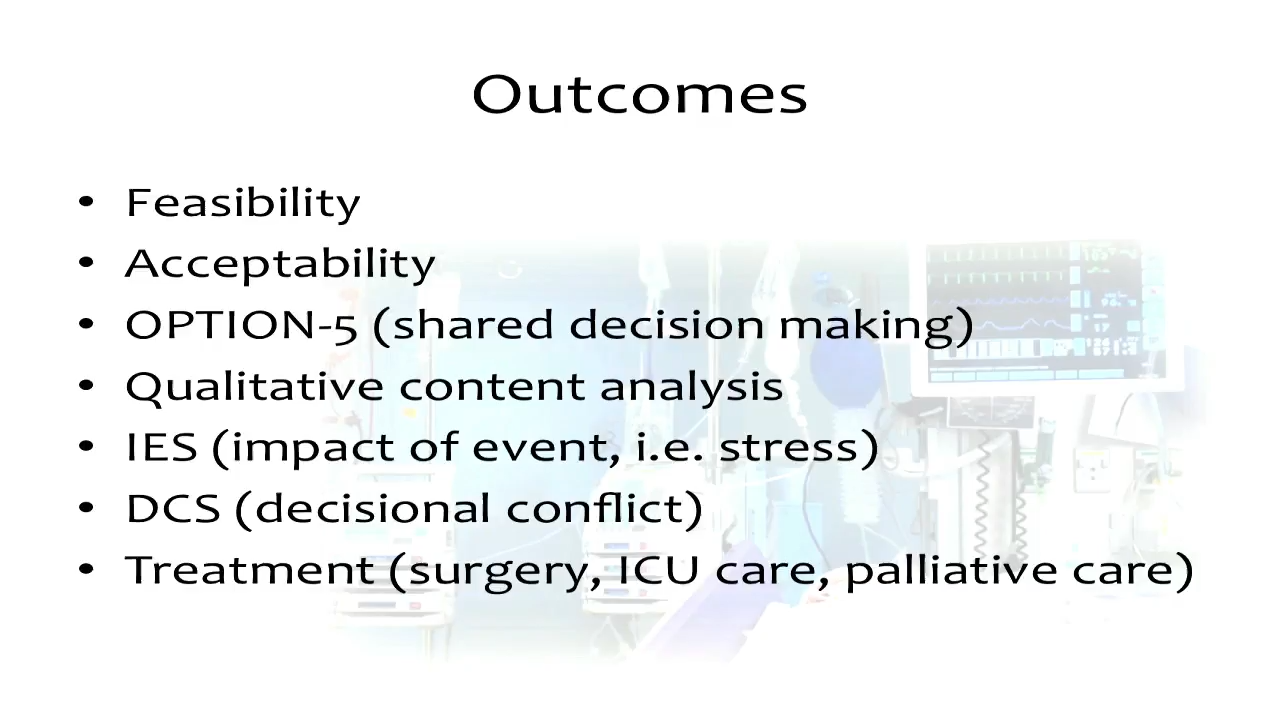 Outcomes
• Feasibility
• Acceptability
• OPTION-5 (shared decision making)
• Qualitative content analysis
• IES (impact of event, i.e. stress)
• DCS (decisional conflict)
• Treatment (surgery, ICU care, palliative care)